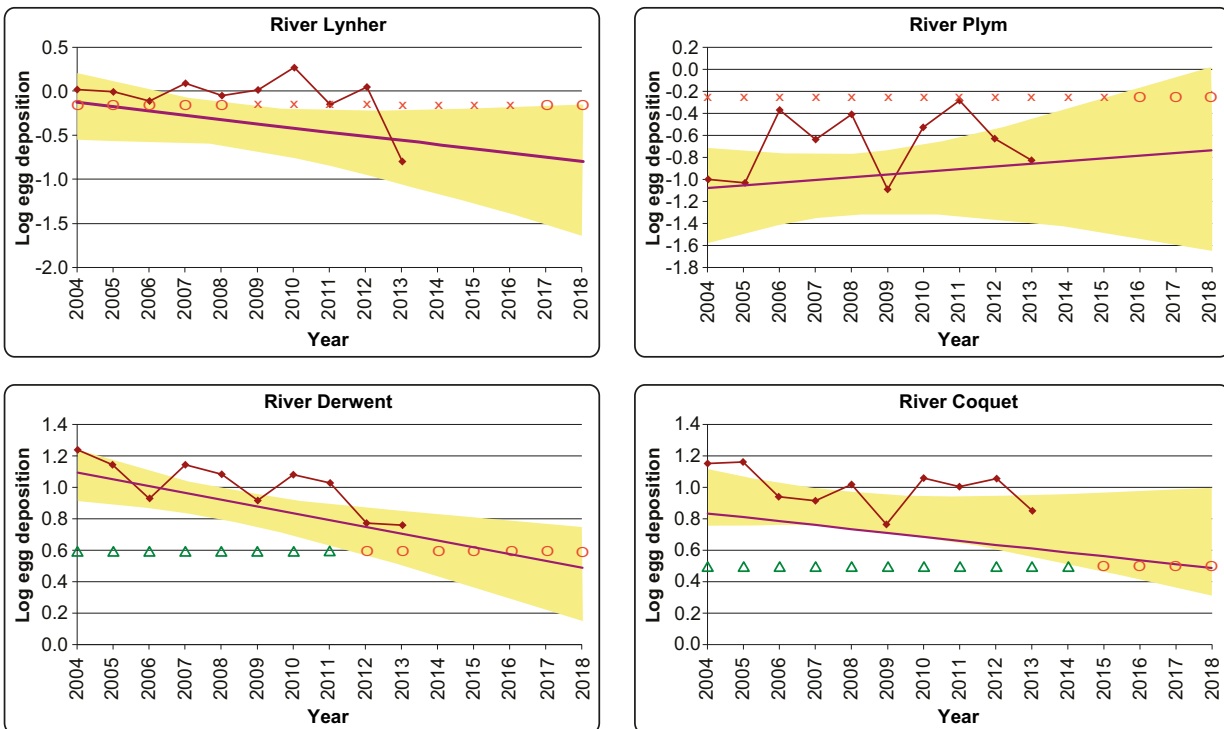 River Lynher
Log egg deposition
0.5
0.0
-0.5
-1.0
-1.5
-2.0
2004 2005 2006 2007 2008 2009 2010 2011 2012 2013 2014 2015 2016 2017 2018
Year
River Plym
Log egg deposition
0.2
0.0
-0.2
-0.4
-0.6
-0.8
-1.0
-1.2
-1.4
-1.6
-1.8
2004 2005 2006 2007 2008 2009 2010 2011 2012 2013 2014 2015 2016 2017 2018
Year
River Derwent
Log egg deposition
1.4
1.2
1.0
0.8
0.6
0.4
0.2
0.0
2004 2005 2006 2007 2008 2009 2010 2011 2012 2013 2014 2015 2016 2017 2018
Year
River Coquet
Log egg deposition
1.4
1.2
1.0
0.8
0.6
0.4
0.2
0.0
2004 2005 2006 2007 2008 2009 2010 2011 2012 2013 2014 2015 2016 2017 2018
Year